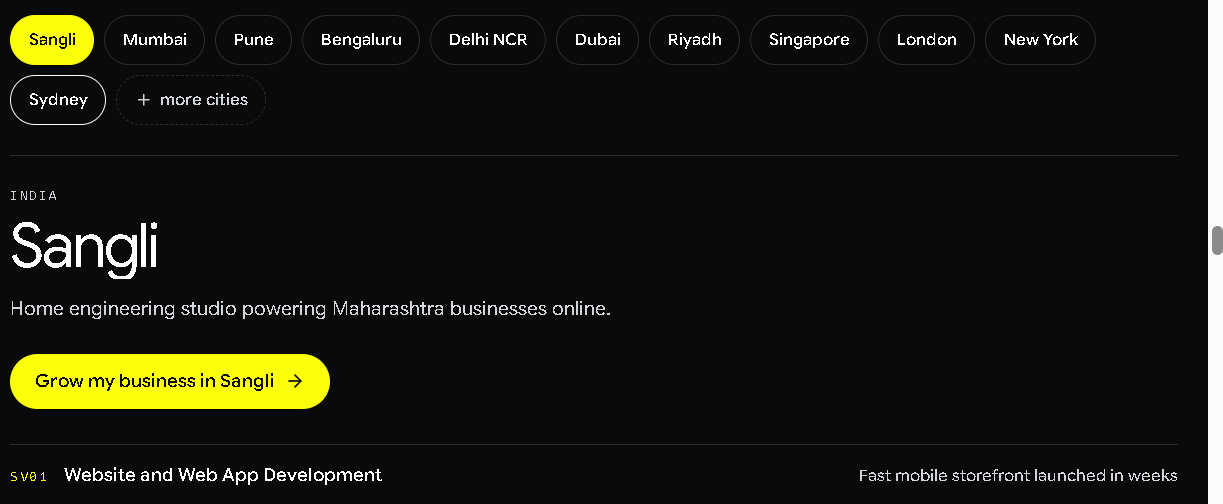 Sangli Mumbai Pune Bengaluru Delhi NCR Dubai Riyadh Singapore London New York
Sydney + more cities
INDIA
Sangli
Home engineering studio powering Maharashtra businesses online.
Grow my business in Sangli →
SV01 Website and Web App Development Fast mobile storefront launched in weeks